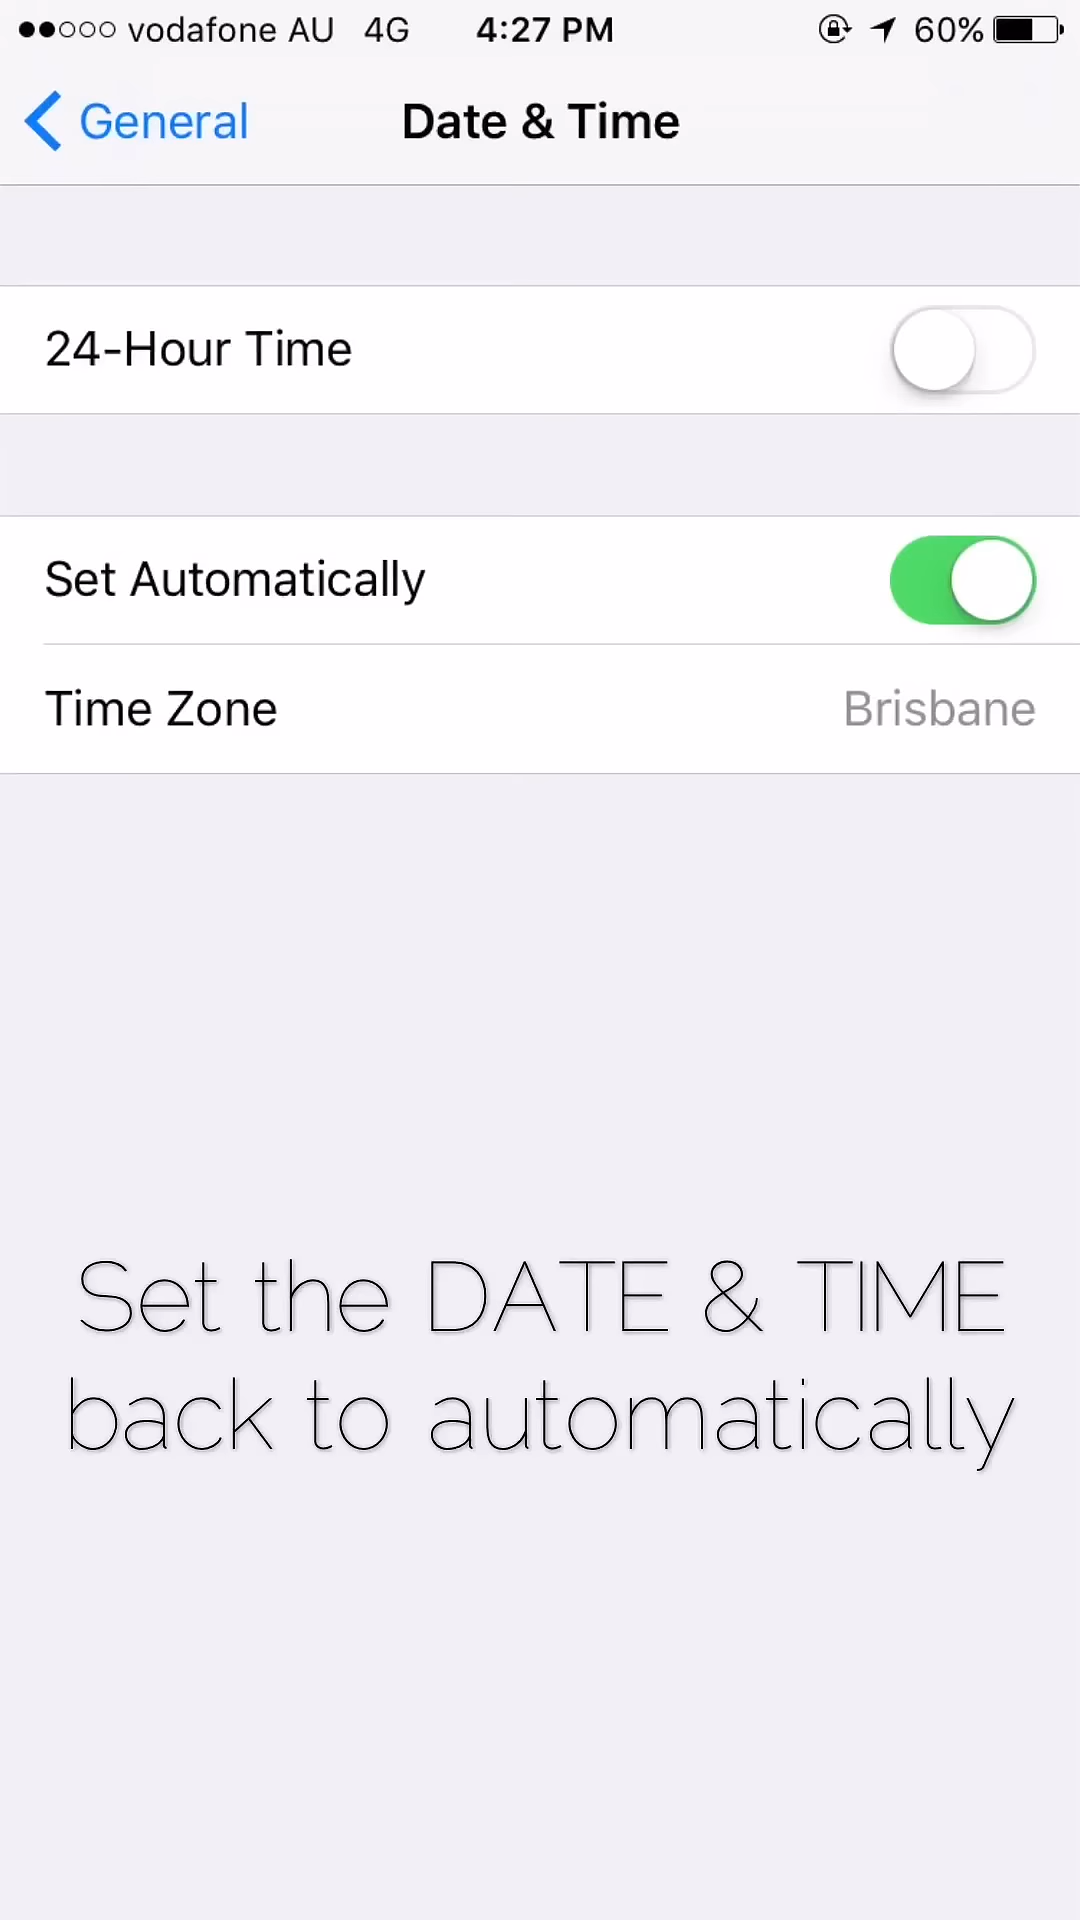 vodafone AU 4G 4:27 PM 60%
General Date & Time
24-Hour Time
Set Automatically
Time Zone Brisbane
Set the DATE & TIME
back to automatically